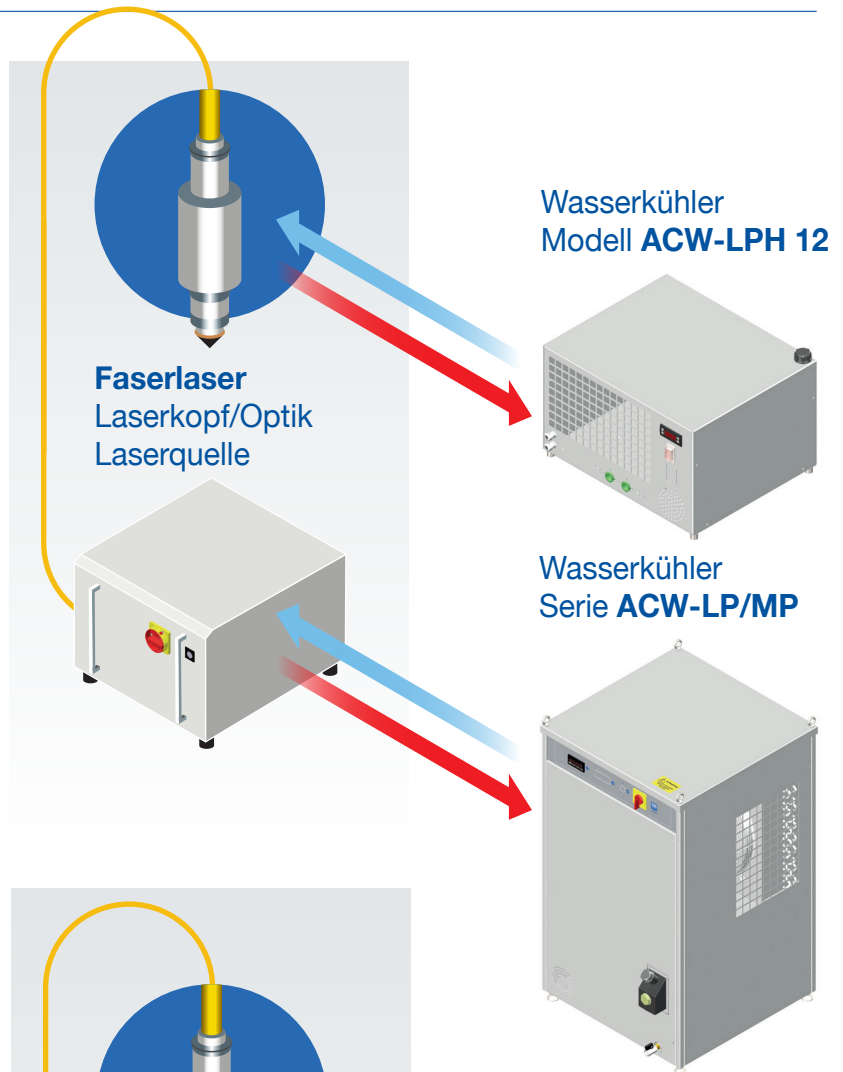 Wasserkühler
Modell ACW-LPH 12
Faserlaser
Laserkopf/Optik
Laserquelle
Wasserkühler
Serie ACW-LP/MP